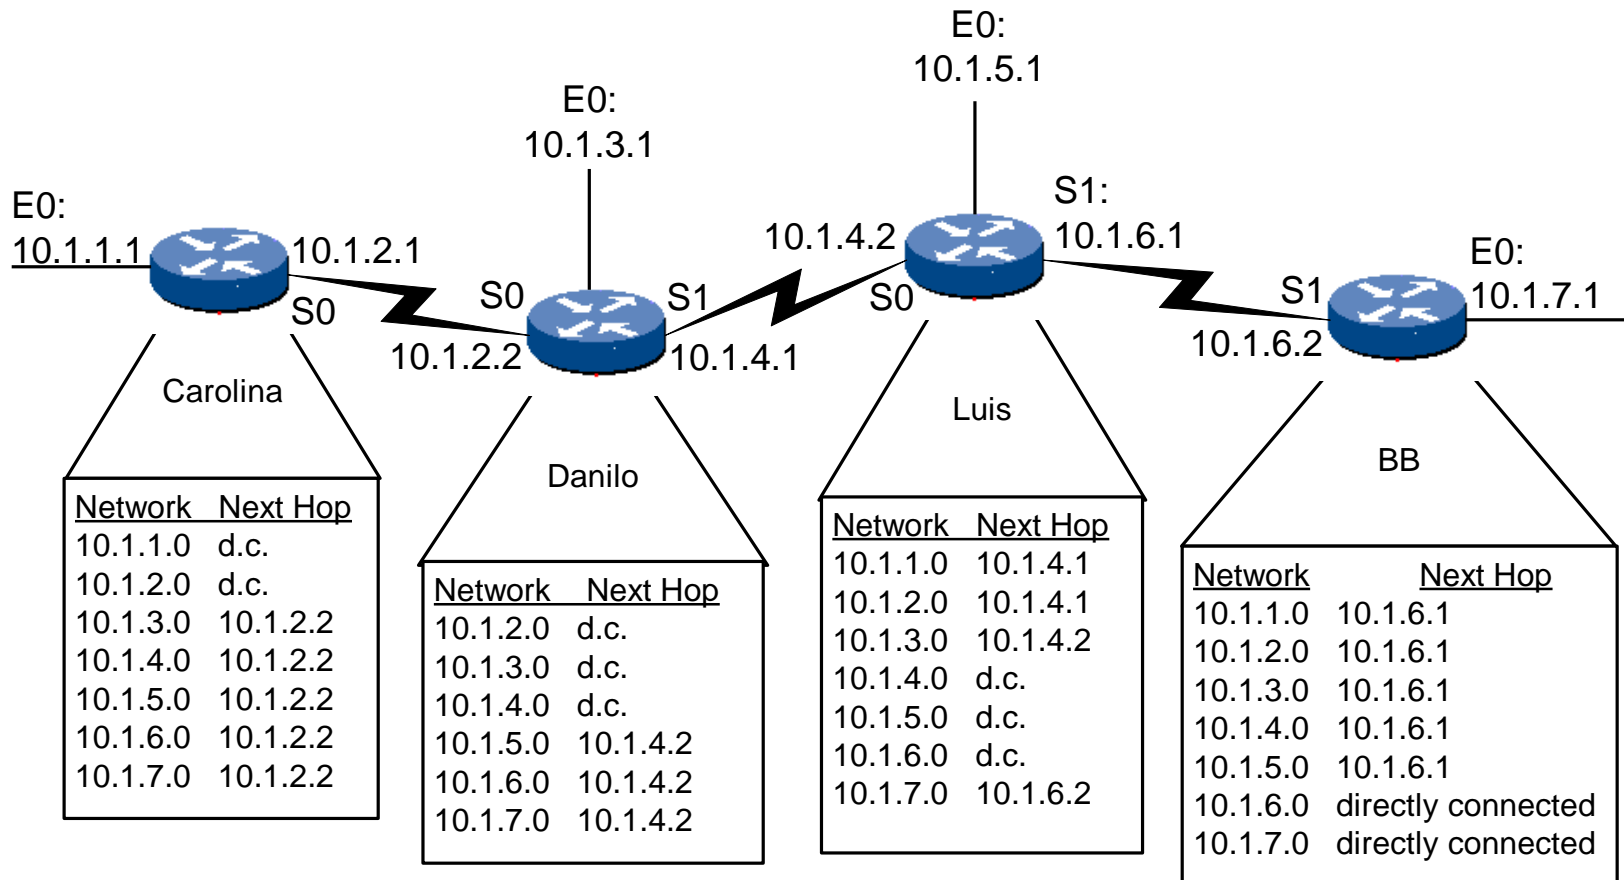 E0:
10.1.5.1
E0:
10.1.3.1
E0:
10.1.1.1
10.1.2.1
S0
S0
10.1.2.2
S1
10.1.4.1
10.1.4.2
S0
S1:
10.1.6.1
S1
10.1.6.2
E0:
10.1.7.1
Carolina
Network Next Hop
10.1.1.0 d.c.
10.1.2.0 d.c.
10.1.3.0 10.1.2.2
10.1.4.0 10.1.2.2
10.1.5.0 10.1.2.2
10.1.6.0 10.1.2.2
10.1.7.0 10.1.2.2
Danilo
Network Next Hop
10.1.2.0 d.c.
10.1.3.0 d.c.
10.1.4.0 d.c.
10.1.5.0 10.1.4.2
10.1.6.0 10.1.4.2
10.1.7.0 10.1.4.2
Luis
Network Next Hop
10.1.1.0 10.1.4.1
10.1.2.0 10.1.4.1
10.1.3.0 10.1.4.2
10.1.4.0 d.c.
10.1.5.0 d.c.
10.1.6.0 d.c.
10.1.7.0 10.1.6.2
BB
Network Next Hop
10.1.1.0 10.1.6.1
10.1.2.0 10.1.6.1
10.1.3.0 10.1.6.1
10.1.4.0 10.1.6.1
10.1.5.0 10.1.6.1
10.1.6.0 directly connected
10.1.7.0 directly connected